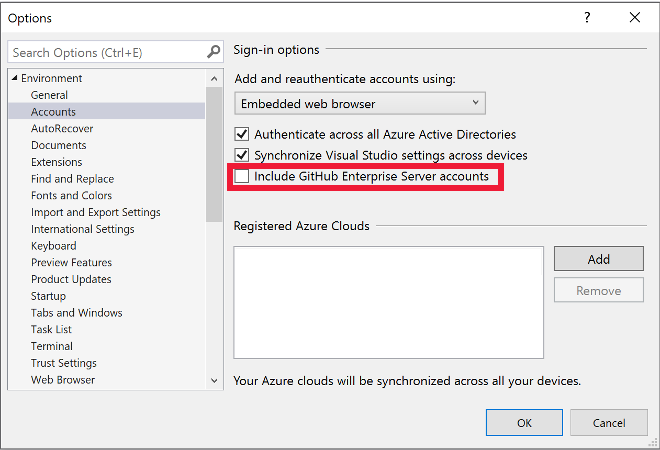 Options
Search Options (Ctrl+E)
Environment
General
Accounts
AutoRecover
Documents
Extensions
Find and Replace
Fonts and Colors
Import and Export Settings
International Settings
Keyboard
Preview Features
Product Updates
Startup
Tabs and Windows
Task List
Terminal
Trust Settings
Web Browser
Sign-in options
Add and reauthenticate accounts using:
Embedded web browser
Authenticate across all Azure Active Directories
Synchronize Visual Studio settings across devices
Include GitHub Enterprise Server accounts
Registered Azure Clouds
Add
Remove
Your Azure clouds will be synchronized across all your devices.
OK
Cancel